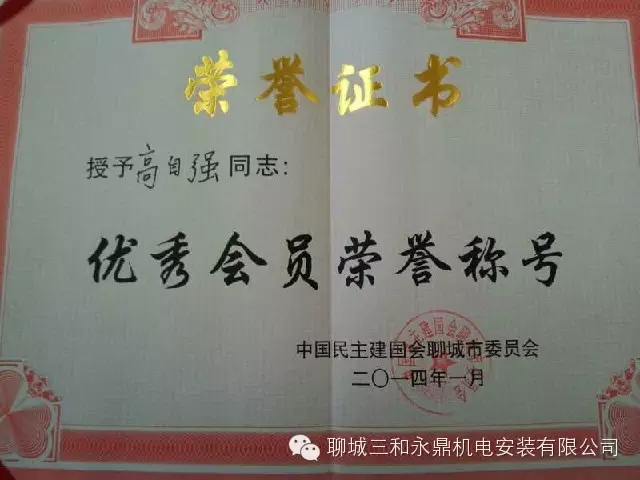 荣誉证书
授予高自强同志：
优秀会员荣誉称号
中国民主建国会聊城市委员会
二〇一四年一月
聊城三和永鼎机电安装有限公司